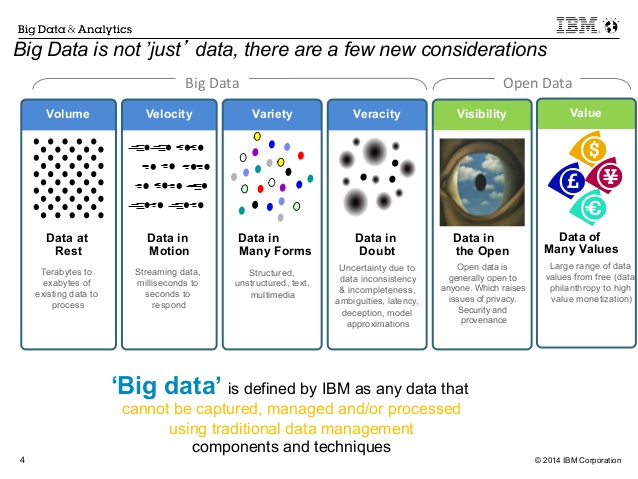 Big Data & Analytics
IBM
Big Data is not 'just' data, there are a few new considerations
Big Data
Open Data
Volume
Data at
Rest
Terabytes to
exabytes of
existing data to
process
Velocity
Data in
Motion
Streaming data,
milliseconds to
seconds to
respond
Variety
Data in
Many Forms
Structured,
unstructured, text,
multimedia
Veracity
Data in
Doubt
Uncertainty due to
data inconsistency
& incompleteness,
ambiguities, latency,
deception, model
approximations
Visibility
Data in
the Open
Open data is
generally open to
anyone. Which raises
issues of privacy.
Security and
provenance
Value
$
£
¥
€
Data of
Many Values
Large range of data
values from free (data
philanthropy to high
value monetization)
‘Big data’ is defined by IBM as any data that
cannot be captured, managed and/or processed
using traditional data management
components and techniques
4
© 2014 IBM Corporation